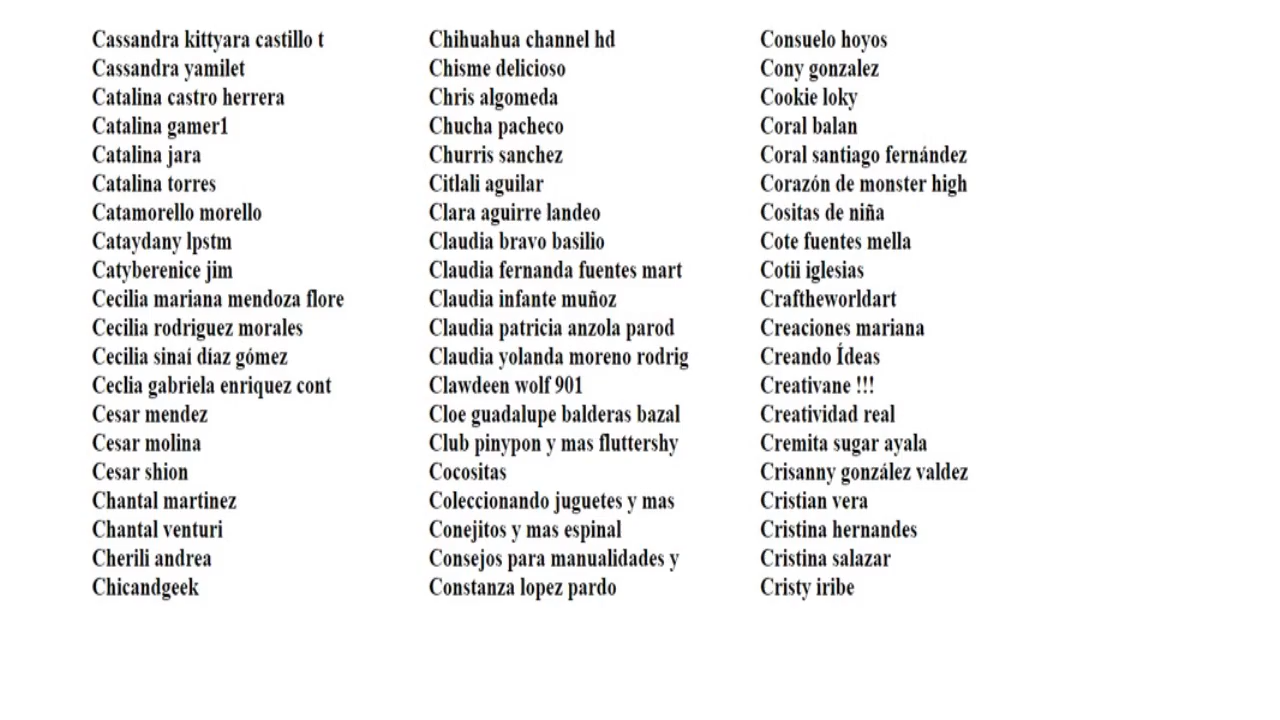 Cassandra kittyara castillo t
Cassandra yamilet
Catalina castro herrera
Catalina gamer1
Catalina jara
Catalina torres
Catamorello morello
Cataydany lpstm
Catyberenice jim
Cecilia mariana mendoza flore
Cecilia rodriguez morales
Cecilia sinaí díaz gómez
Ceclia gabriela enriquez cont
Cesar mendez
Cesar molina
Cesar shion
Chantal martinez
Chantal venturi
Cherili andrea
Chicandgeek
Chihuahua channel hd
Chisme delicioso
Chris algomeda
Chucha pacheco
Churris sanchez
Citlali aguilar
Clara aguirre landeo
Claudia bravo basilio
Claudia fernanda fuentes mart
Claudia infante muñoz
Claudia patricia anzola parod
Claudia yolanda moreno rodrig
Clawdeen wolf 901
Cloe guadalupe balderas bazal
Club pinypon y mas fluttershy
Cocositas
Coleccionando juguetes y mas
Conejitos y mas espinal
Consejos para manualidades y
Constanza lopez pardo
Consuelo hoyos
Cony gonzalez
Cookie loky
Coral balan
Coral santiago fernández
Corazón de monster high
Cositas de niña
Cote fuentes mella
Cotii iglesias
Craftheworldart
Creaciones mariana
Creando Ídeas
Creativane !!!
Creatividad real
Cremita sugar ayala
Crisanny gonzález valdez
Cristian vera
Cristina hernandes
Cristina salazar
Cristy iribe